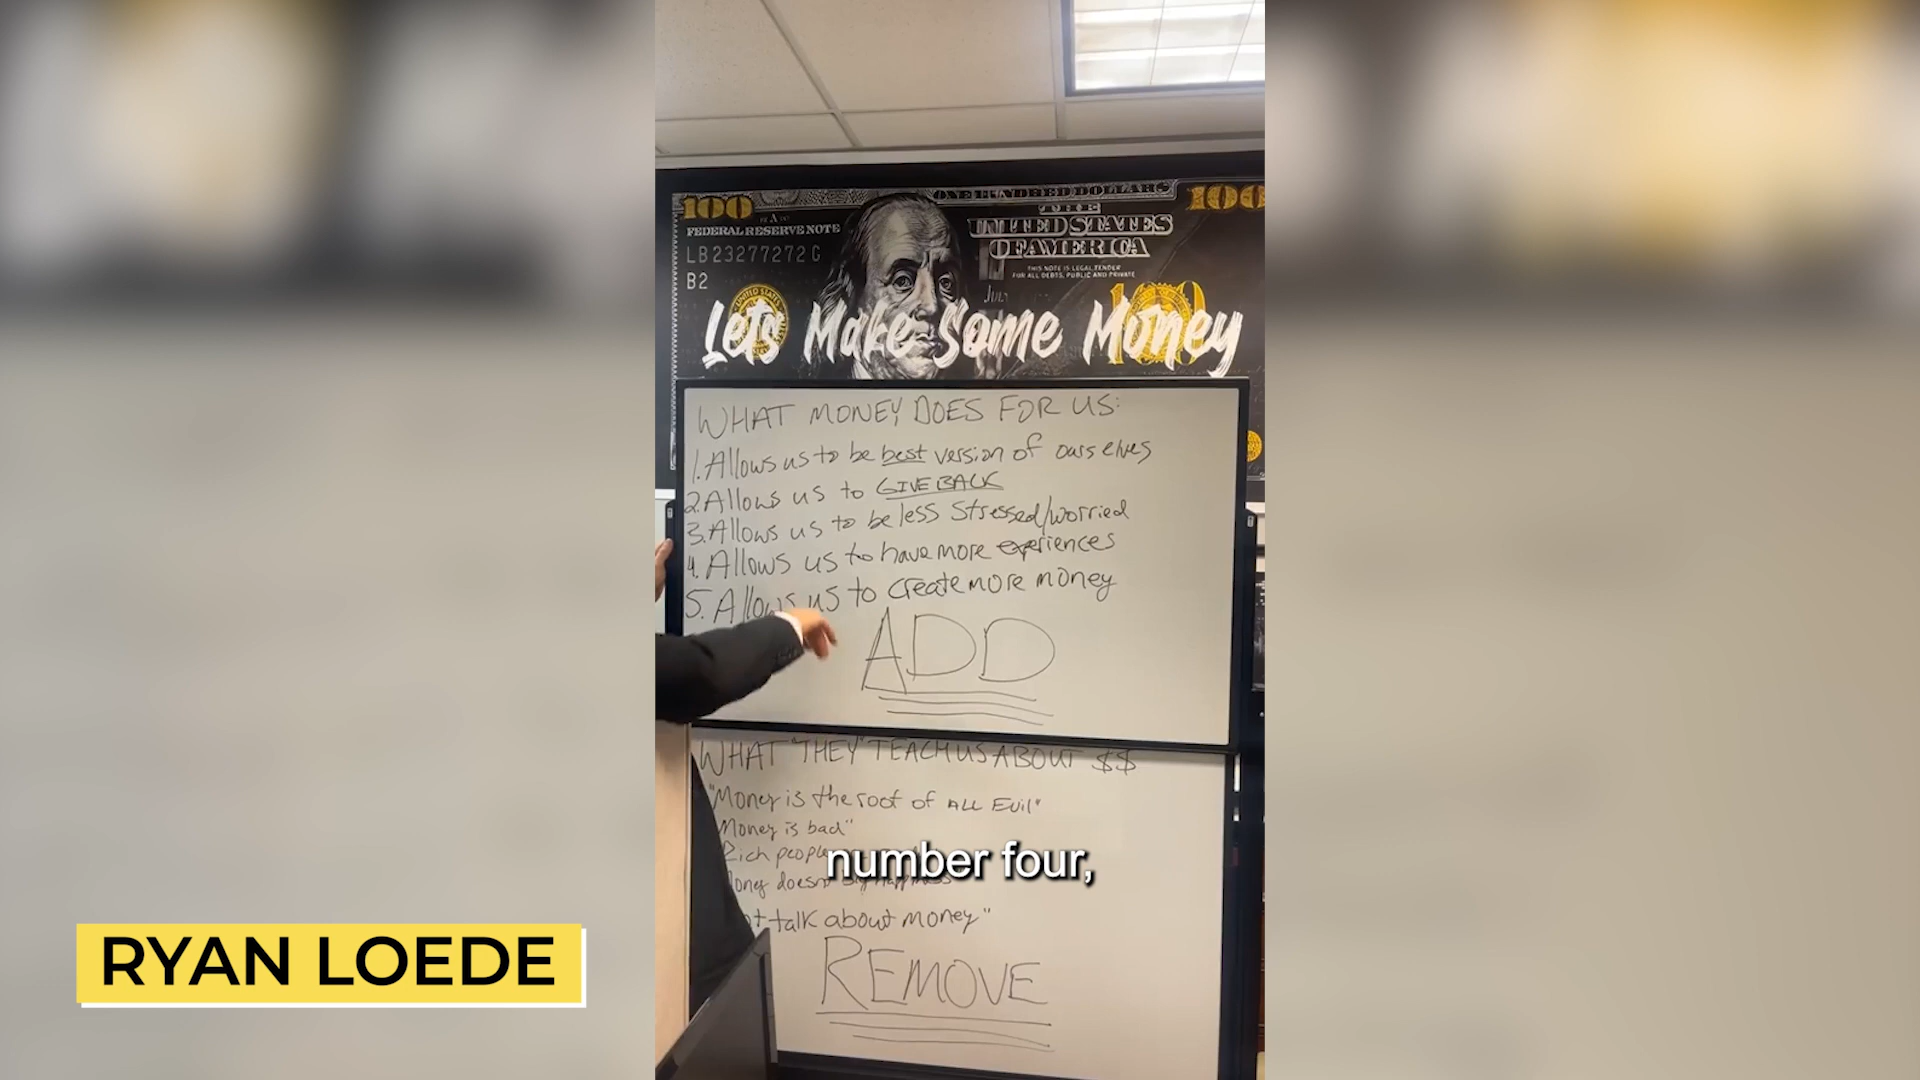 ONE HUNDRED DOLLARS
100
100
FEDERAL RESERVE NOTE
THE
UNITED STATES
OF AMERICA
LB23277272G
THIS NOTE IS LEGAL TENDER
FOR ALL DEBTS, PUBLIC AND PRIVATE
B2
UNITED STATES
100
Lets Make Some Money
WHAT MONEY DOES FOR US:
1. Allows us to be best version of ourselves
2. Allows us to GIVE BACK
3. Allows us to be less stressed/worried
4. Allows us to have more experiences
5. Allows us to create more money
ADD
WHAT "THEY" TEACH US ABOUT $$
"Money is the root of ALL EVil"
Money is bad"
Rich people
number four,
talk about money"
REMOVE
RYAN LOEDE